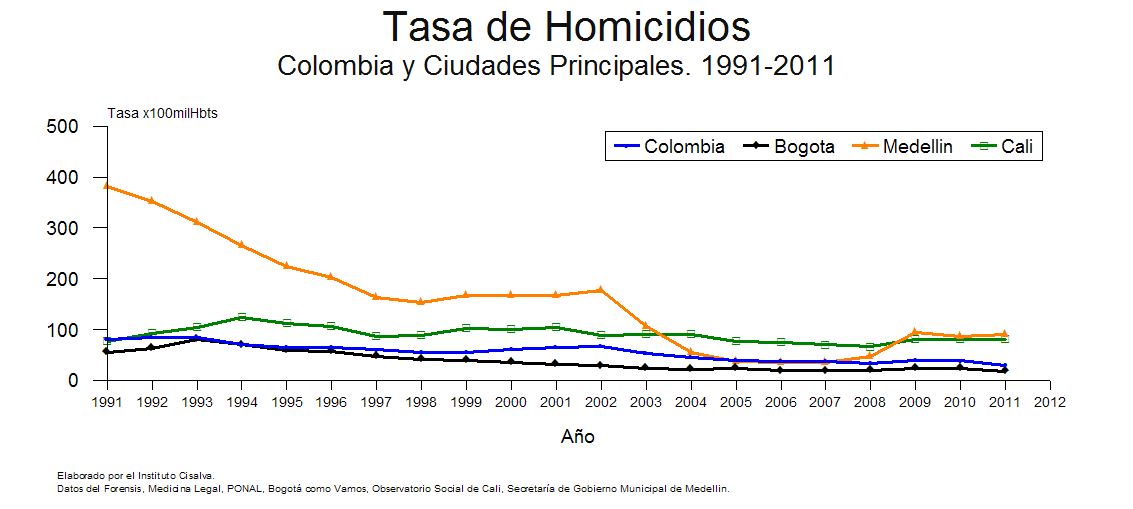 Tasa de Homicidios
Colombia y Ciudades Principales. 1991-2011
Tasa x100milHbts
500
400
300
200
100
0
Colombia Bogota Medellin Cali
1991 1992 1993 1994 1995 1996 1997 1998 1999 2000 2001 2002 2003 2004 2005 2006 2007 2008 2009 2010 2011 2012
Año
Elaborado por el Instituto Cisalva.
Datos del Forensis, Medicina Legal, PONAL, Bogotá como Vamos, Observatorio Social de Cali, Secretaría de Gobierno Municipal de Medellin.